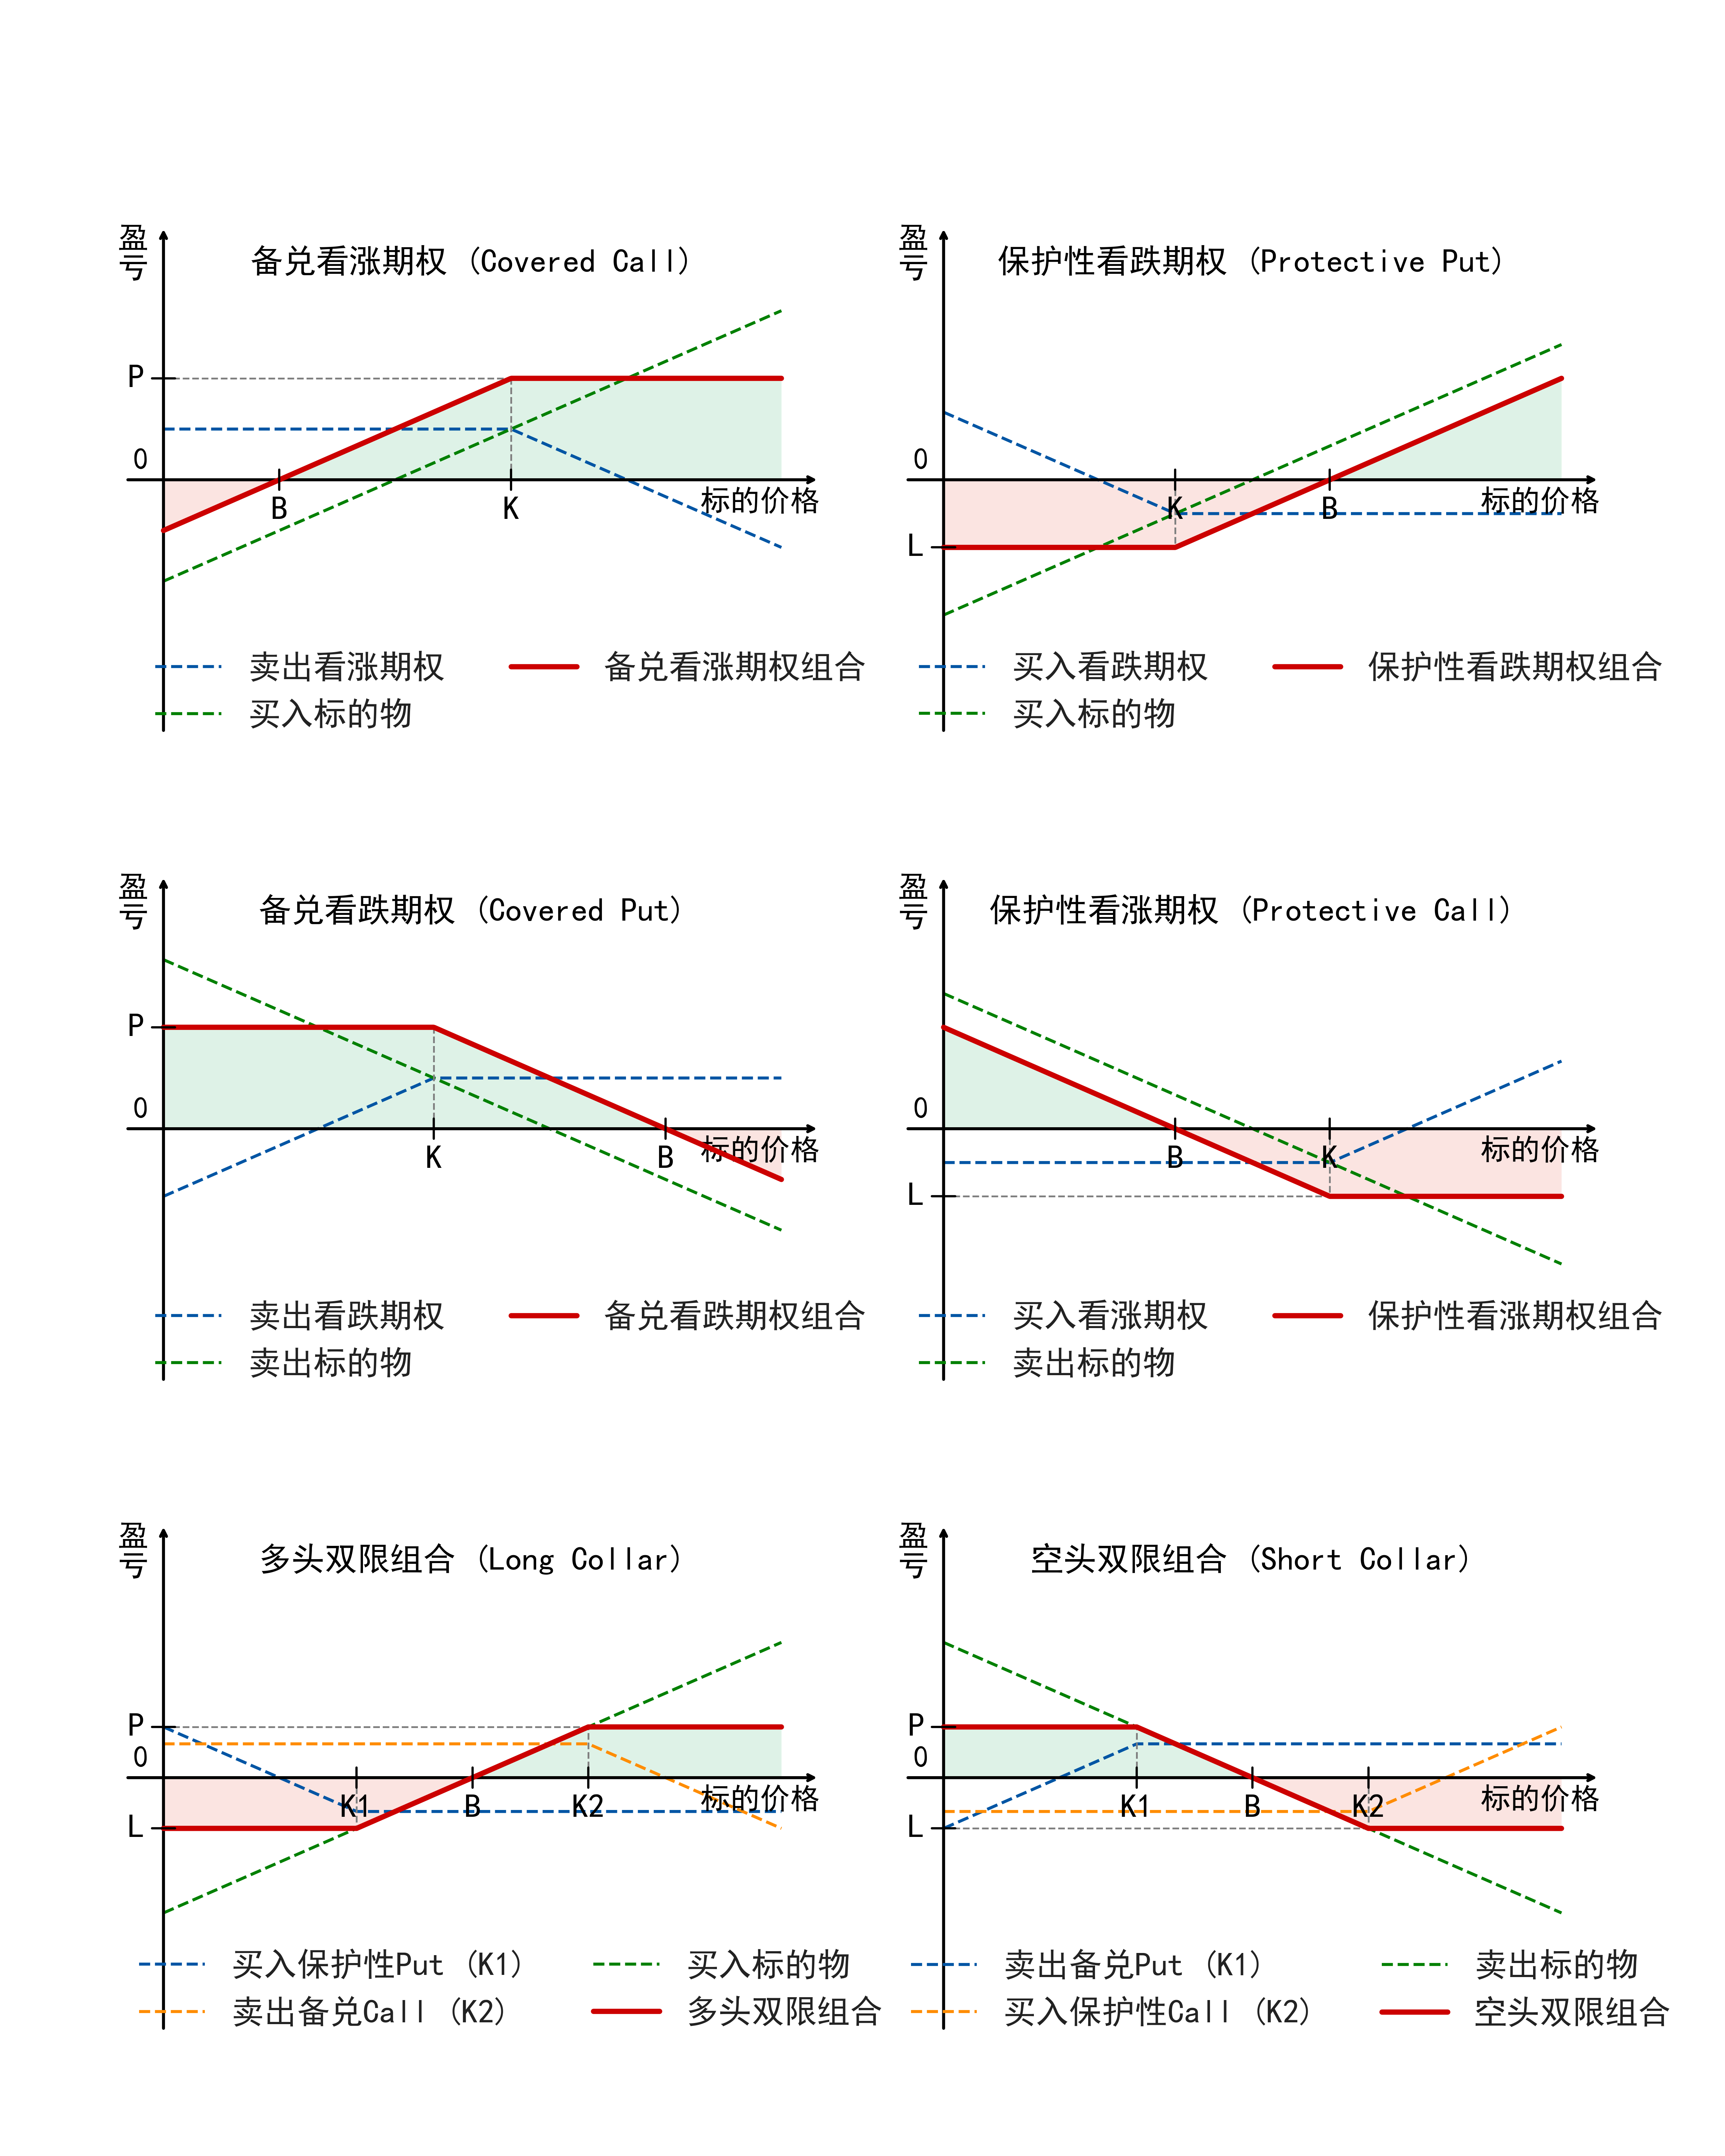 盈亏
备兑看涨期权 (Covered Call)
P
0
B
K
标的价格
卖出看涨期权
备兑看涨期权组合
买入标的物
盈亏
保护性看跌期权 (Protective Put)
0
K
B
标的价格
L
买入看跌期权
保护性看跌期权组合
买入标的物
盈亏
备兑看跌期权 (Covered Put)
P
0
K
B
标的价格
卖出看跌期权
备兑看跌期权组合
卖出标的物
盈亏
保护性看涨期权 (Protective Call)
0
B
K
标的价格
L
买入看涨期权
保护性看涨期权组合
卖出标的物
盈亏
多头双限组合 (Long Collar)
P
0
K1
B
K2
标的价格
L
买入保护性Put (K1)
买入标的物
卖出备兑Call (K2)
多头双限组合
盈亏
空头双限组合 (Short Collar)
P
0
K1
B
K2
标的价格
L
卖出备兑Put (K1)
卖出标的物
买入保护性Call (K2)
空头双限组合